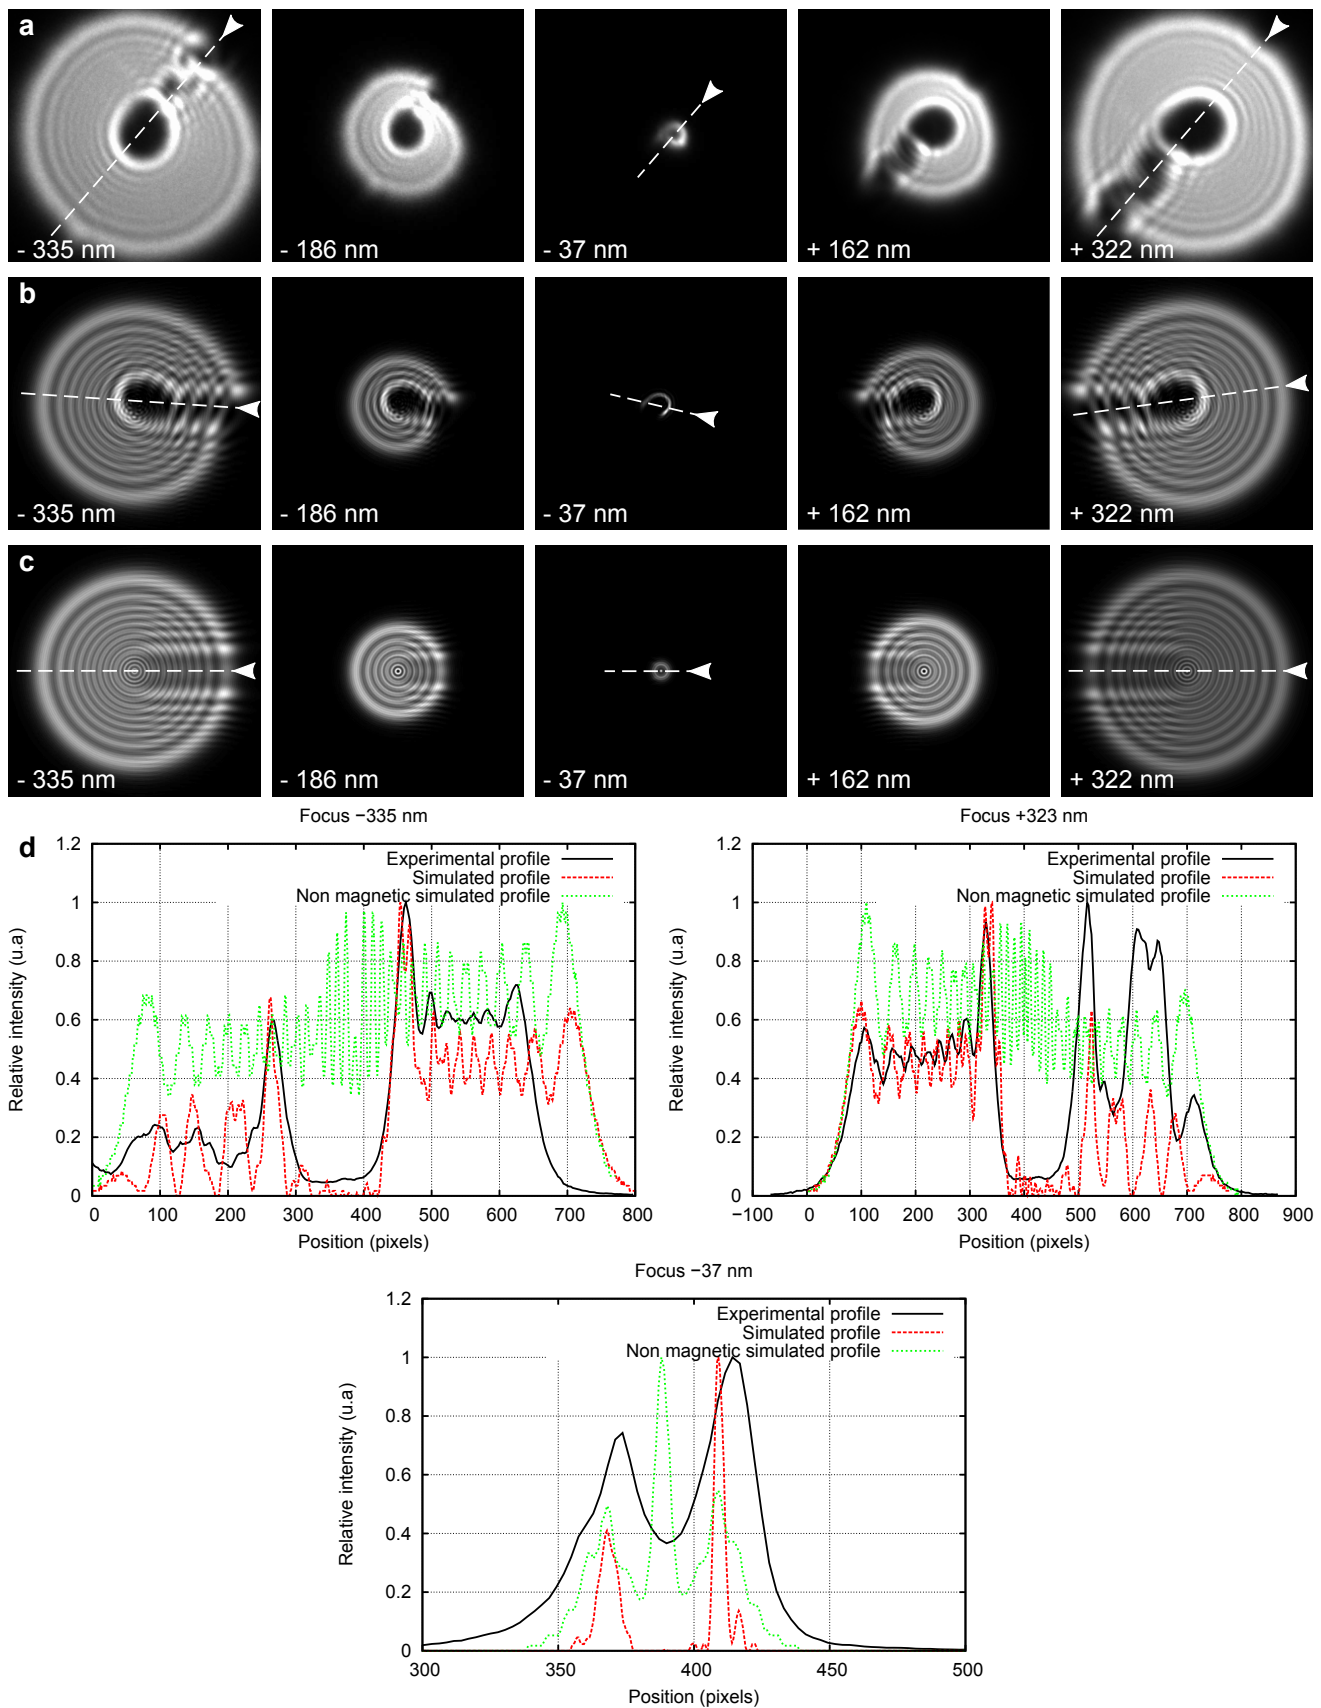 a
- 335 nm
- 186 nm
- 37 nm
+ 162 nm
+ 322 nm
b
- 335 nm
- 186 nm
- 37 nm
+ 162 nm
+ 322 nm
c
- 335 nm
- 186 nm
- 37 nm
+ 162 nm
+ 322 nm
d
Focus −335 nm
Relative intensity (u.a)
1.2
1
0.8
0.6
0.4
0.2
0
Experimental profile
Simulated profile
Non magnetic simulated profile
0 100 200 300 400 500 600 700 800
Position (pixels)
Focus +323 nm
Relative intensity (u.a)
1.2
1
0.8
0.6
0.4
0.2
0
Experimental profile
Simulated profile
Non magnetic simulated profile
−100 0 100 200 300 400 500 600 700 800 900
Position (pixels)
Focus −37 nm
Relative intensity (u.a)
1.2
1
0.8
0.6
0.4
0.2
0
Experimental profile
Simulated profile
Non magnetic simulated profile
300 350 400 450 500
Position (pixels)